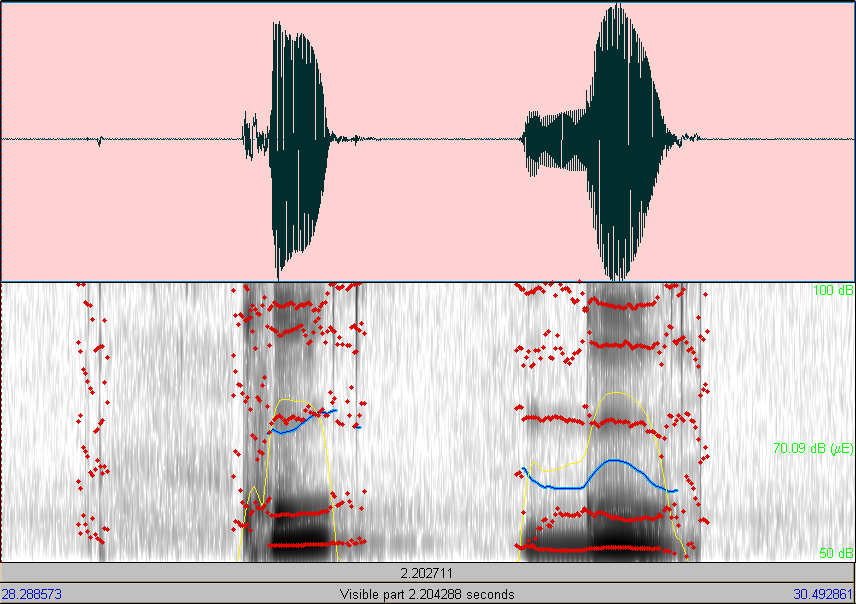 100 dB
70.09 dB (µE)
50 dB
2.202711
28.288573 Visible part 2.204288 seconds 30.492861